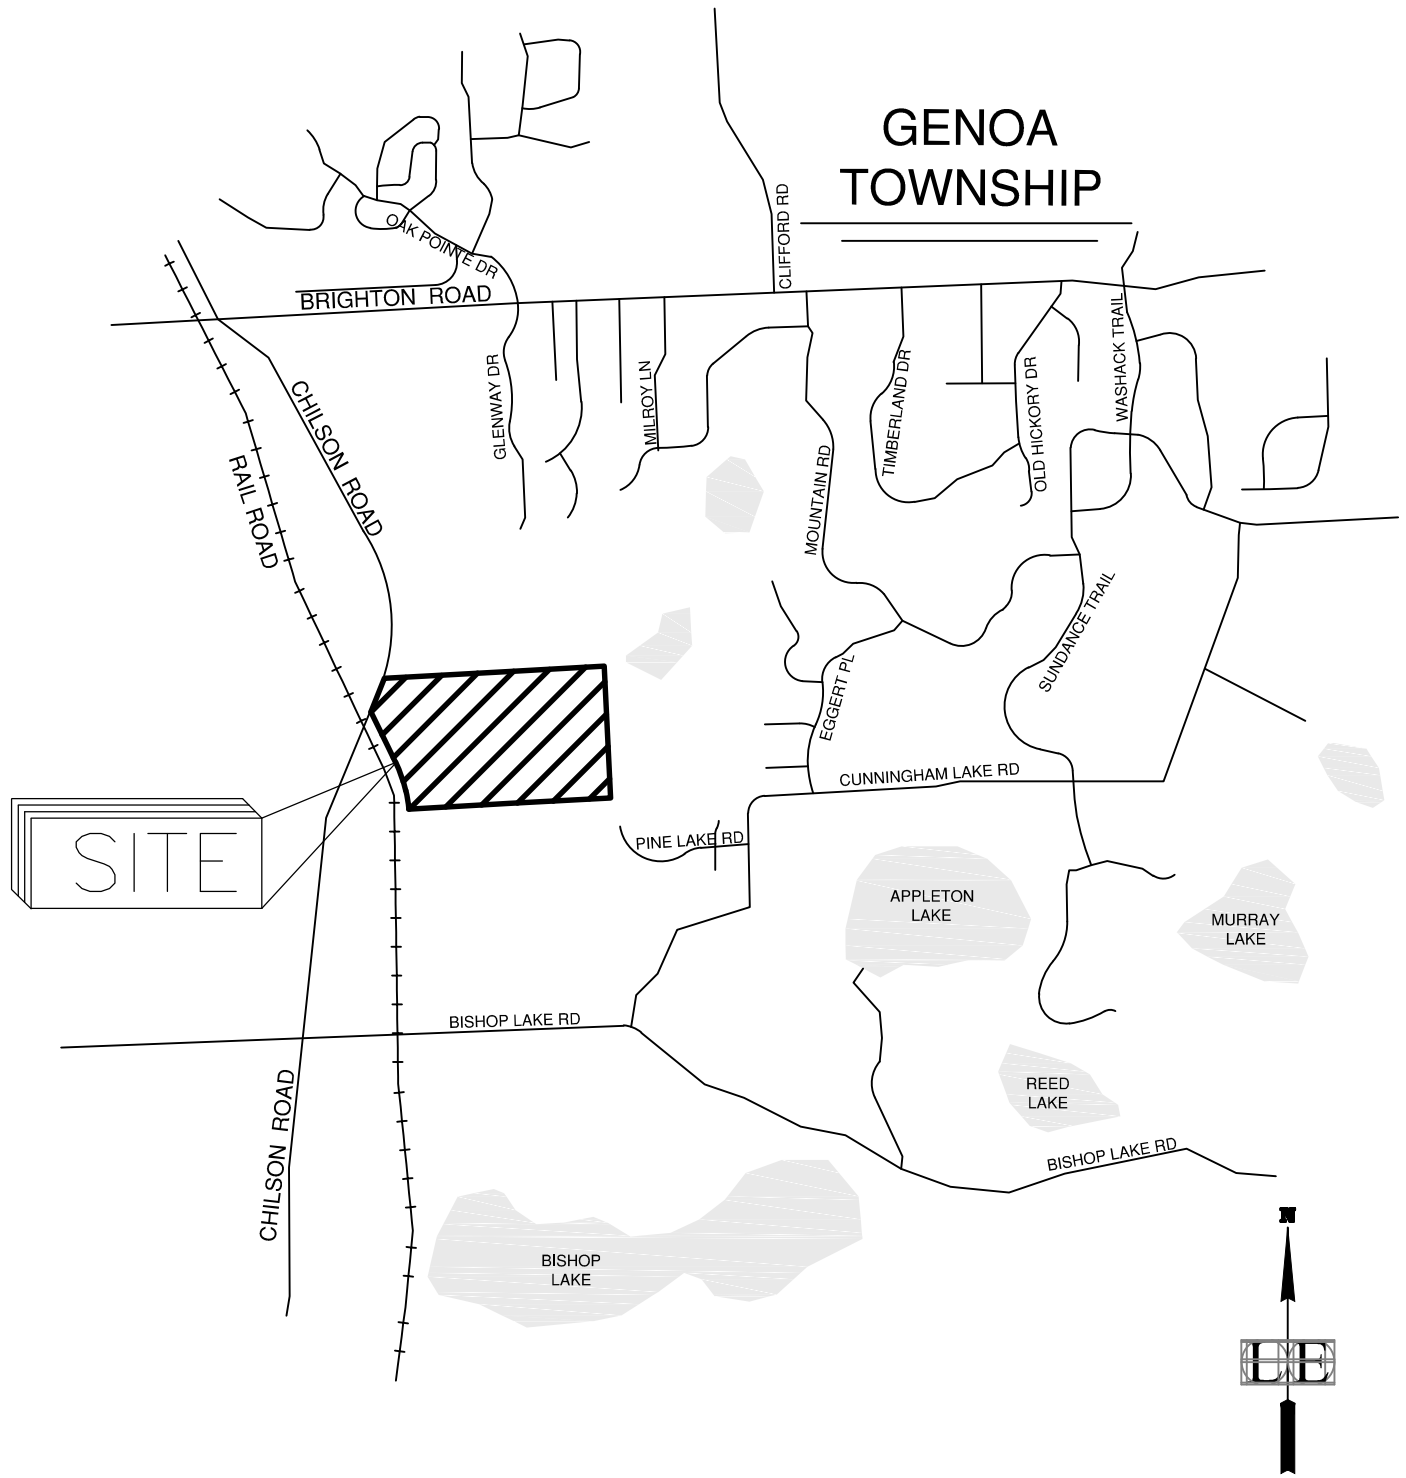 GENOA
TOWNSHIP
CLIFFORD RD
OAK POINTE DR
BRIGHTON ROAD
WASHACK TRAIL
CHILSON ROAD
GLENWAY DR
MILROY LN
TIMBERLAND DR
OLD HICKORY DR
RAIL ROAD
MOUNTAIN RD
SUNDANCE TRAIL
EGGERT PL
CUNNINGHAM LAKE RD
SITE
PINE LAKE RD
APPLETON
LAKE
MURRAY
LAKE
BISHOP LAKE RD
REED
LAKE
CHILSON ROAD
BISHOP LAKE RD
BISHOP
LAKE
N
LE